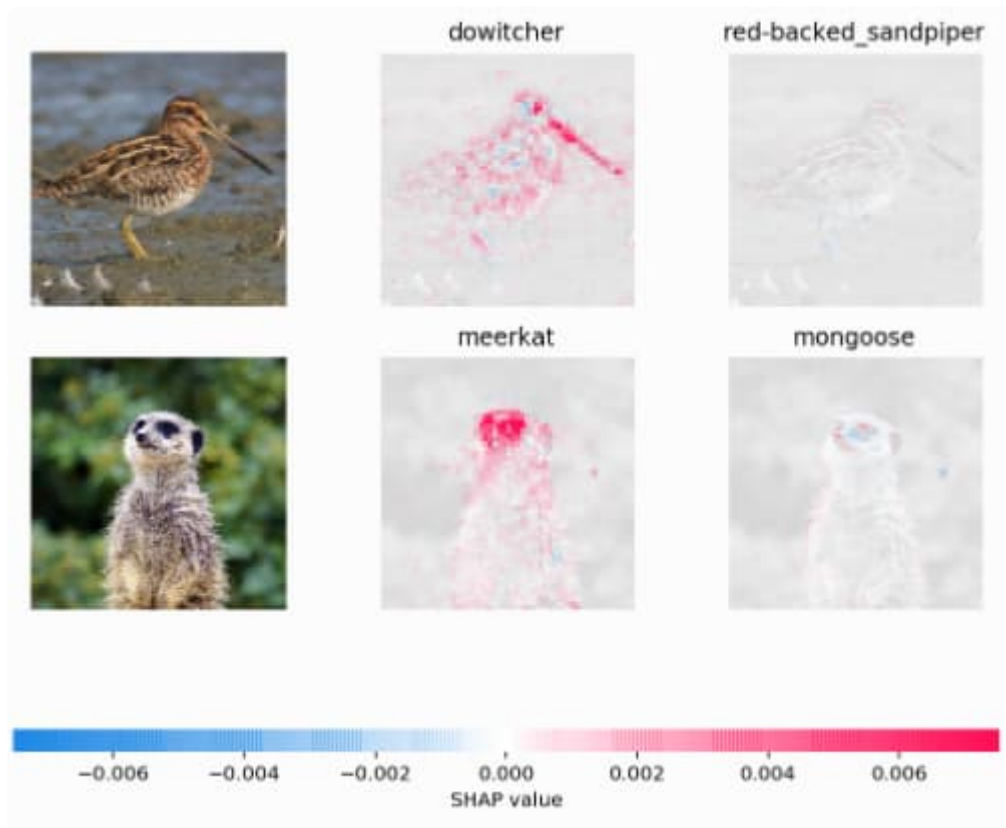 dowitcher
red-backed_sandpiper
meerkat
mongoose
−0.006 −0.004 −0.002 0.000 0.002 0.004 0.006
SHAP value